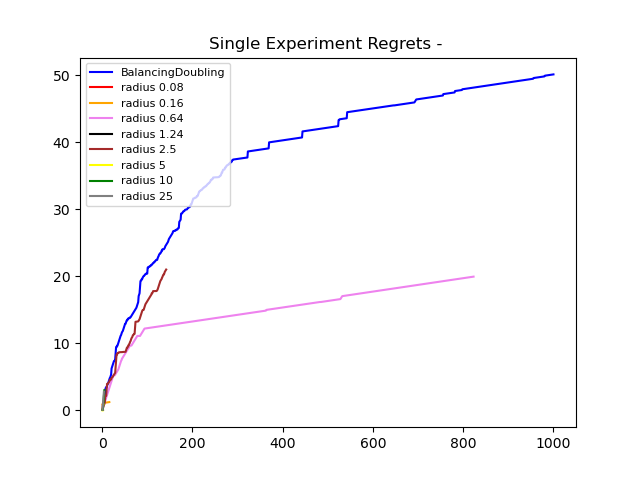 Single Experiment Regrets -
BalancingDoubling
radius 0.08
radius 0.16
radius 0.64
radius 1.24
radius 2.5
radius 5
radius 10
radius 25
50
40
30
20
10
0
0 200 400 600 800 1000